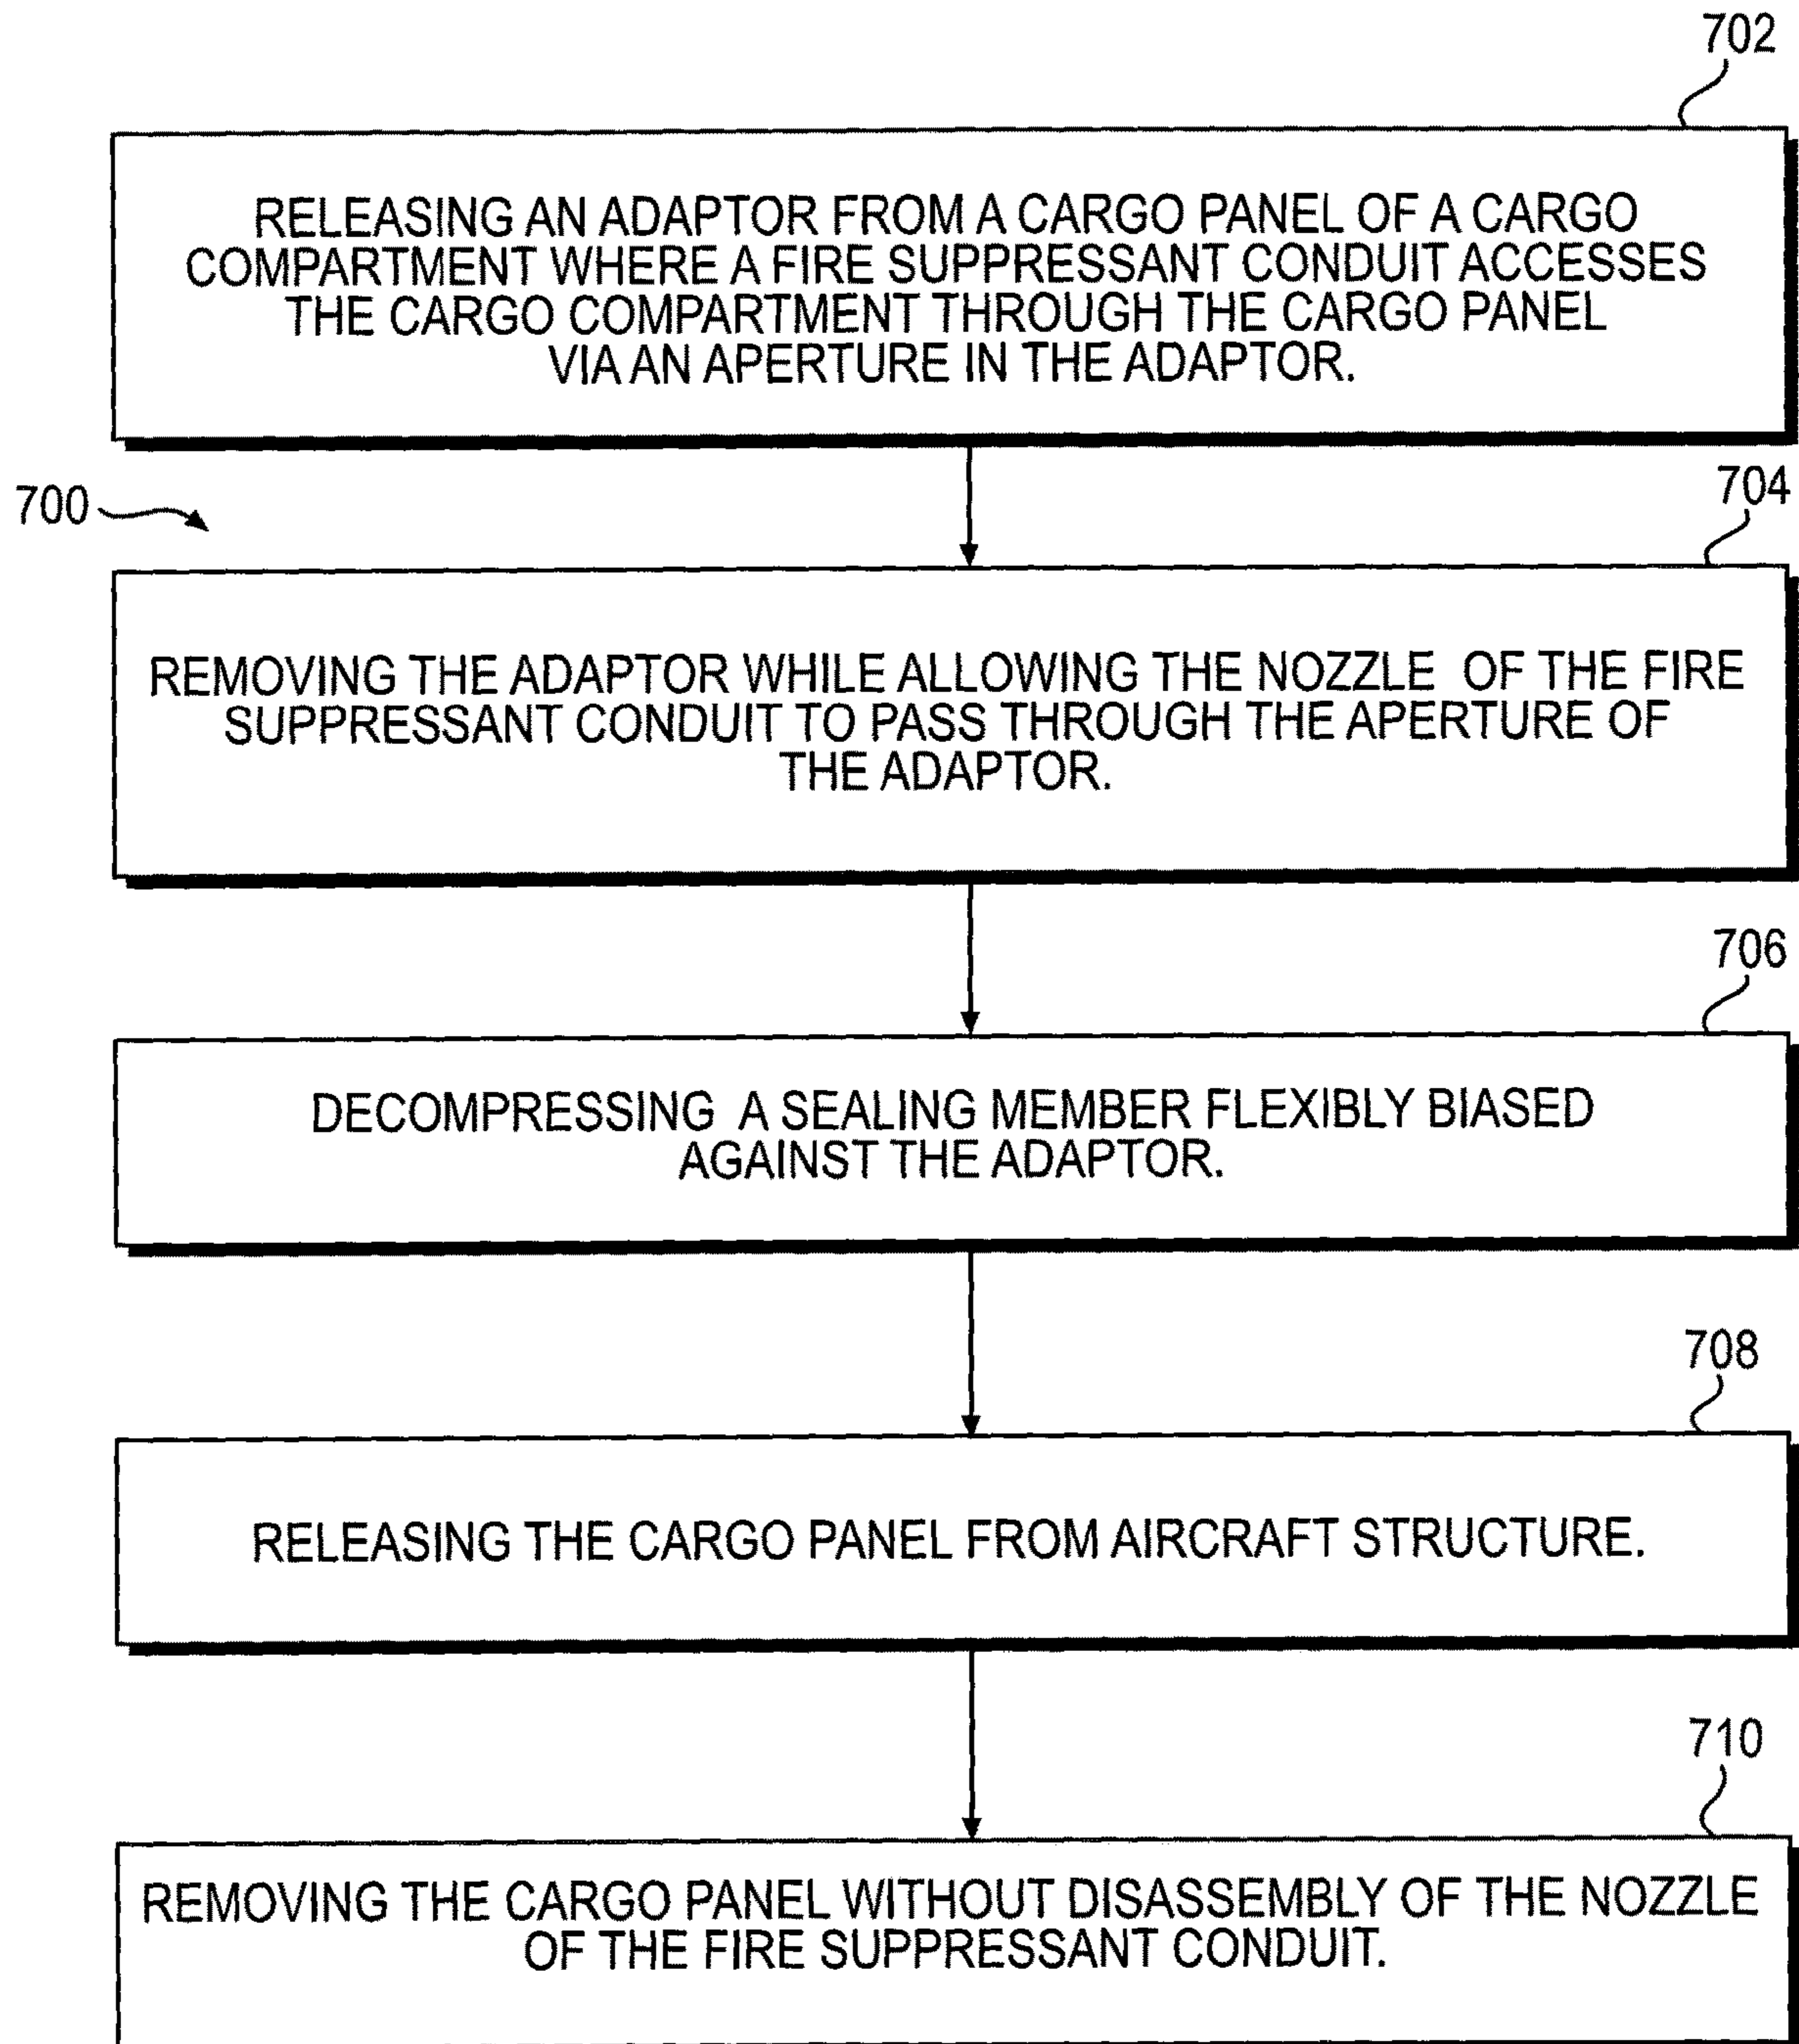 702
RELEASING AN ADAPTOR FROM A CARGO PANEL OF A CARGO
COMPARTMENT WHERE A FIRE SUPPRESSANT CONDUIT ACCESSES
THE CARGO COMPARTMENT THROUGH THE CARGO PANEL
VIA AN APERTURE IN THE ADAPTOR.
700
704
REMOVING THE ADAPTOR WHILE ALLOWING THE NOZZLE OF THE FIRE
SUPPRESSANT CONDUIT TO PASS THROUGH THE APERTURE OF
THE ADAPTOR.
706
DECOMPRESSING A SEALING MEMBER FLEXIBLY BIASED
AGAINST THE ADAPTOR.
708
RELEASING THE CARGO PANEL FROM AIRCRAFT STRUCTURE.
710
REMOVING THE CARGO PANEL WITHOUT DISASSEMBLY OF THE NOZZLE
OF THE FIRE SUPPRESSANT CONDUIT.